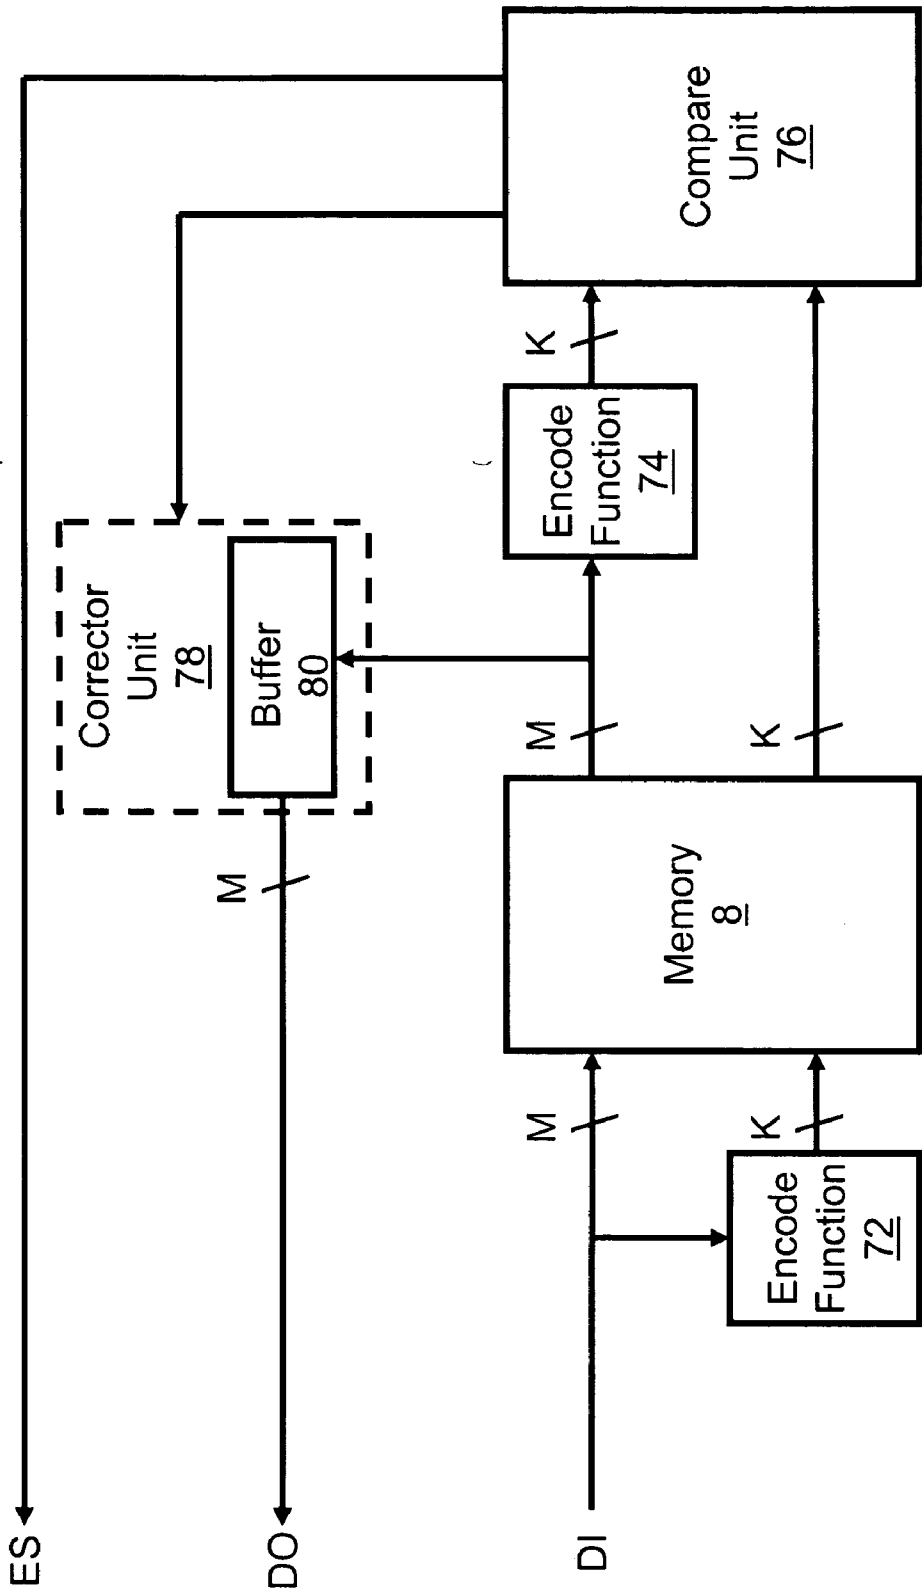 ES
DO
DI
Corrector
Unit
78
Buffer
80
M
M
K
Encode
Function
72
Memory
8
M
K
Encode
Function
74
K
Compare
Unit
76